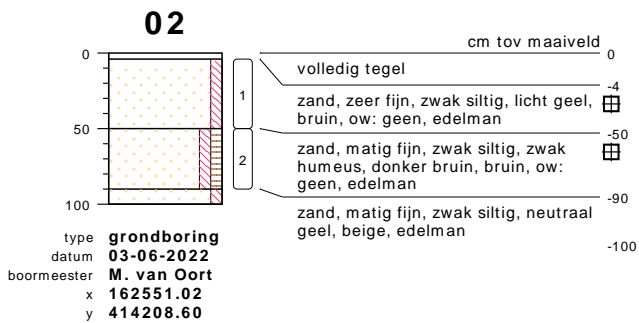 02
cm tov maaiveld
0
0
volledig tegel
-4
zand, zeer fijn, zwak siltig, licht geel,
bruin, ow: geen, edelman
1
50
-50
zand, matig fijn, zwak siltig, zwak
humeus, donker bruin, bruin, ow:
geen, edelman
2
-90
100
zand, matig fijn, zwak siltig, neutraal
geel, beige, edelman
-100
type grondboring
datum 03-06-2022
boormeester M. van Oort
x 162551.02
y 414208.60